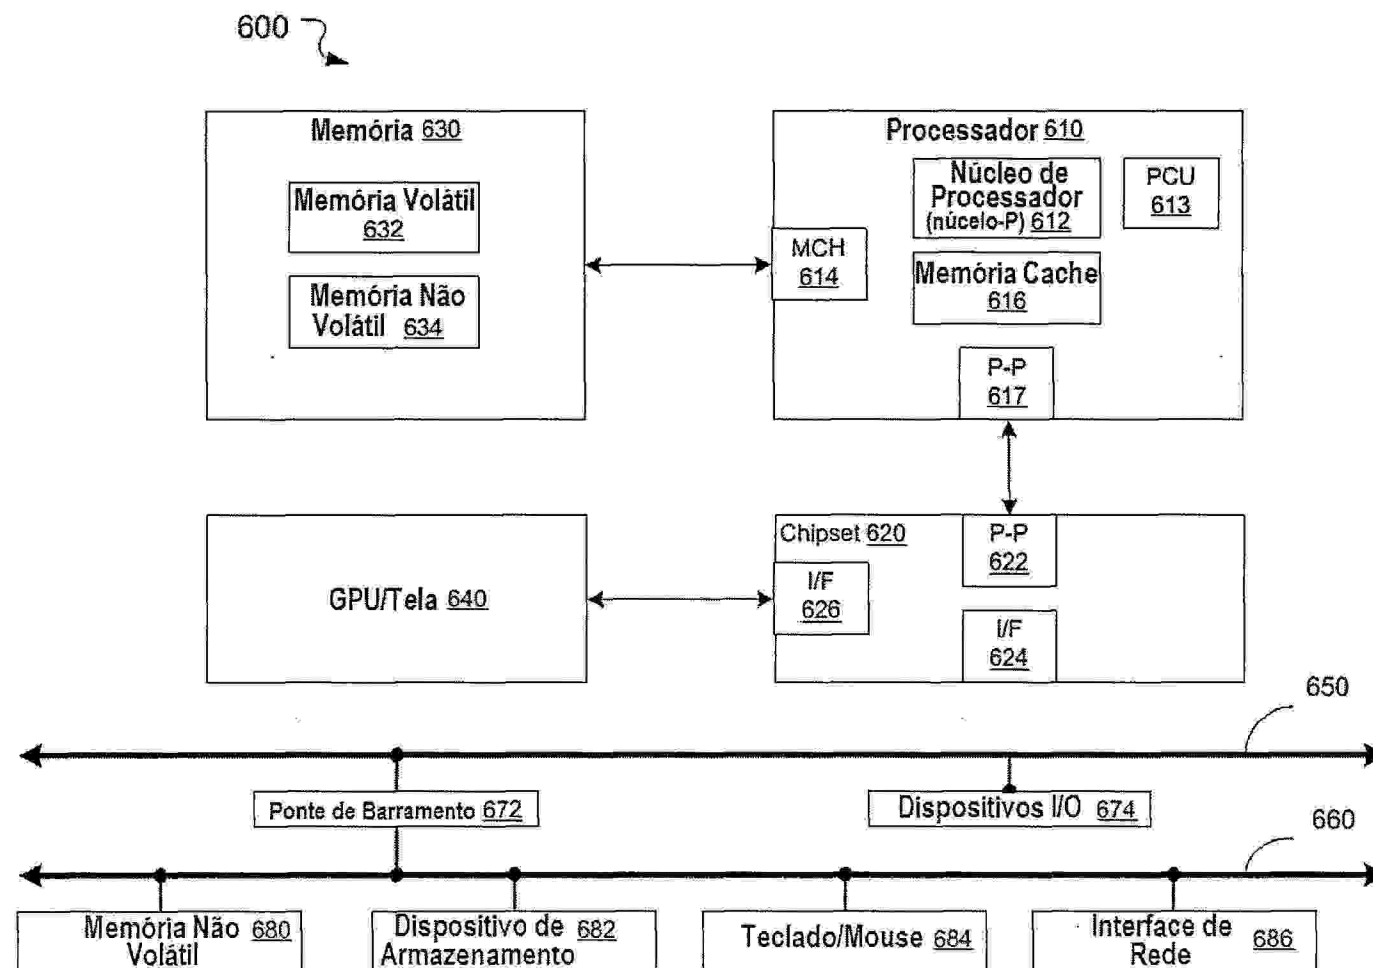 600
Memória 630
Memória Volátil
632
Memória Não
Volátil 634
Processador 610
Núcleo de
Processador
(núcelo-P) 612
PCU
613
MCH
614
Memória Cache
616
P-P
617
GPU/Tela 640
Chipset 620
P-P
622
I/F
626
I/F
624
650
Ponte de Barramento 672
Dispositivos I/O 674
660
Memória Não 680
Volátil
Dispositivo de 682
Armazenamento
Teclado/Mouse 684
Interface de
Rede 686